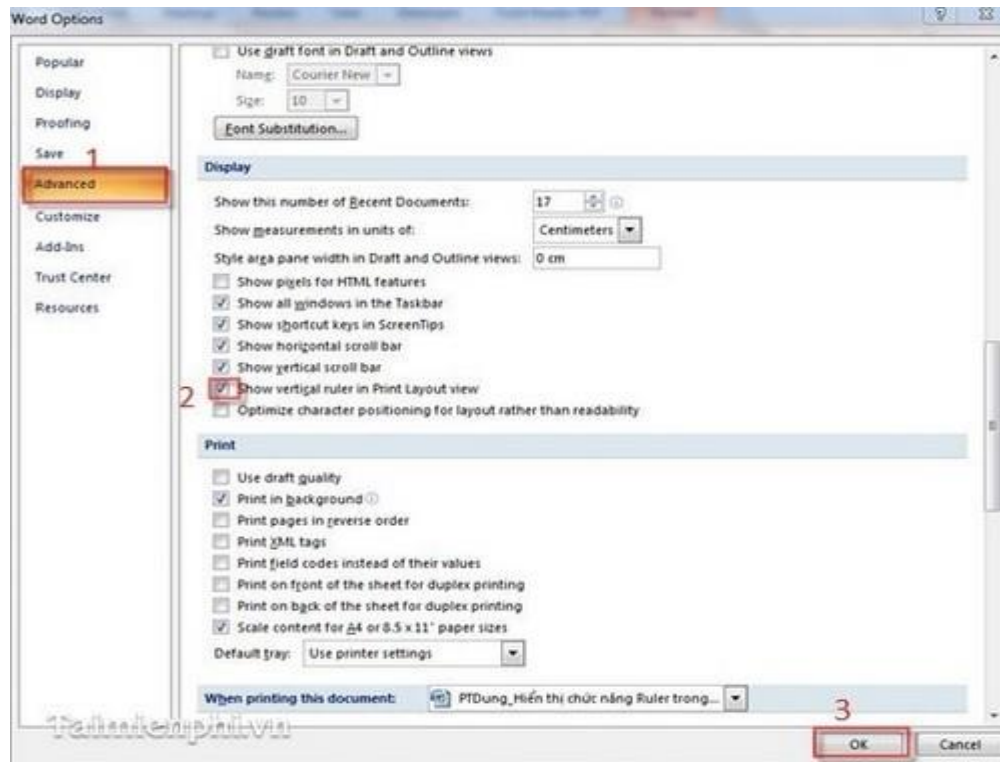 Word Options
Popular
Display
Proofing
Save
1
Advanced
Customize
Add-Ins
Trust Center
Resources
Use draft font in Draft and Outline views
Name: Courier New
Size: 10
Font Substitution...
Display
Show this number of Recent Documents: 17
Show measurements in units of: Centimeters
Style area pane width in Draft and Outline views: 0 cm
Show pixels for HTML features
Show all windows in the Taskbar
Show shortcut keys in ScreenTips
Show horizontal scroll bar
Show vertical scroll bar
2 Show vertical ruler in Print Layout view
Optimize character positioning for layout rather than readability
Print
Use draft quality
Print in background
Print pages in reverse order
Print XML tags
Print field codes instead of their values
Print on front of the sheet for duplex printing
Print on back of the sheet for duplex printing
Scale content for A4 or 8.5 x 11" paper sizes
Default tray: Use printer settings
When printing this document: PTDung_Hiển thị chức năng Ruler trong...
Taimienphi.vn
3
OK Cancel